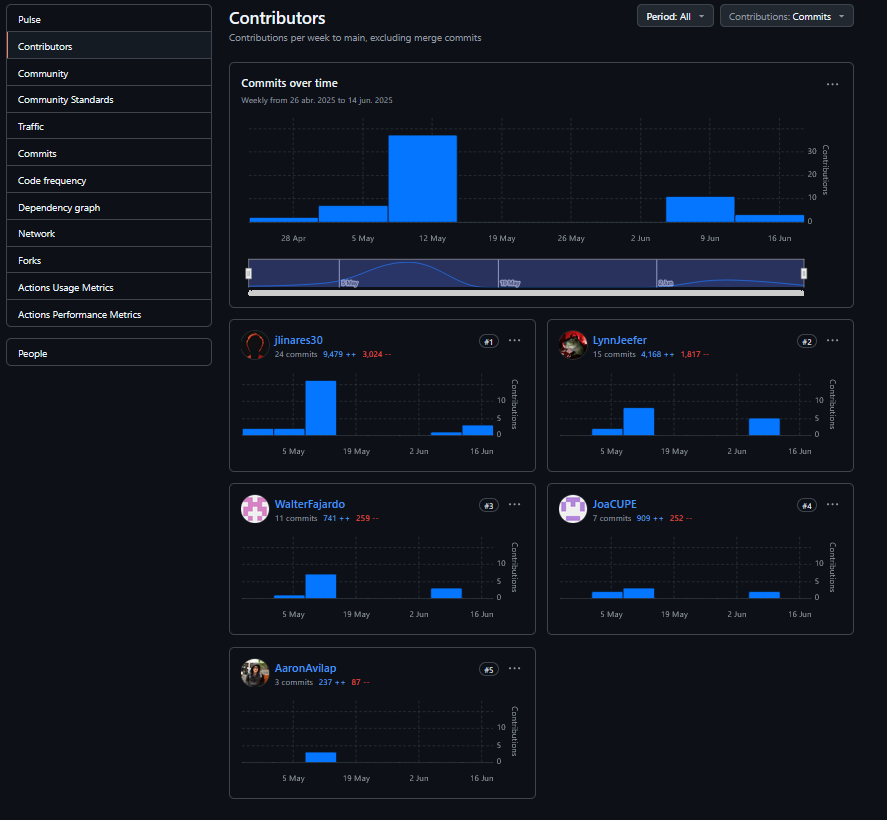 Pulse
Contributors
Community
Community Standards
Traffic
Commits
Code frequency
Dependency graph
Network
Forks
Actions Usage Metrics
Actions Performance Metrics
People
Contributors
Period: All
Contributions: Commits
Contributions per week to main, excluding merge commits
Commits over time
Weekly from 26 abr. 2025 to 14 jun. 2025
30
20
10
0
Contributions
28 Apr 5 May 12 May 19 May 26 May 2 Jun 9 Jun 16 Jun
5 May 19 May 2 Jun
jlinares30 #1
24 commits 9,479 ++ 3,024 --
10
5
0
Contributions
5 May 19 May 2 Jun 16 Jun
LynnJeefer #2
15 commits 4,168 ++ 1,817 --
10
5
0
Contributions
5 May 19 May 2 Jun 16 Jun
WalterFajardo #3
11 commits 741 ++ 259 --
10
5
0
Contributions
5 May 19 May 2 Jun 16 Jun
JoaCUPE #4
7 commits 909 ++ 252 --
10
5
0
Contributions
5 May 19 May 2 Jun 16 Jun
AaronAvilap #5
3 commits 237 ++ 87 --
10
5
0
Contributions
5 May 19 May 2 Jun 16 Jun